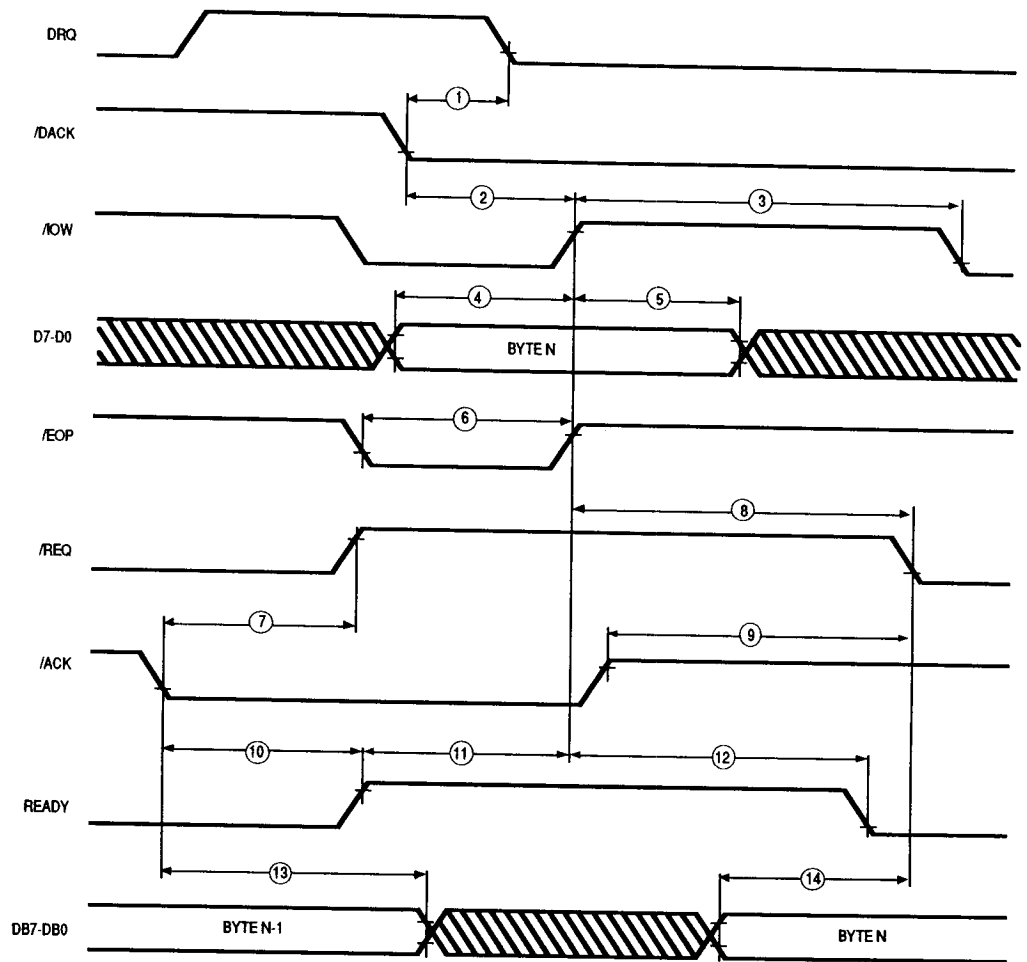 DRQ
1
/DACK
2
3
/IOW
4
5
D7-D0
BYTE N
6
/EOP
8
/REQ
7
9
/ACK
10
11
12
READY
13
14
DB7-DB0
BYTE N-1
BYTE N